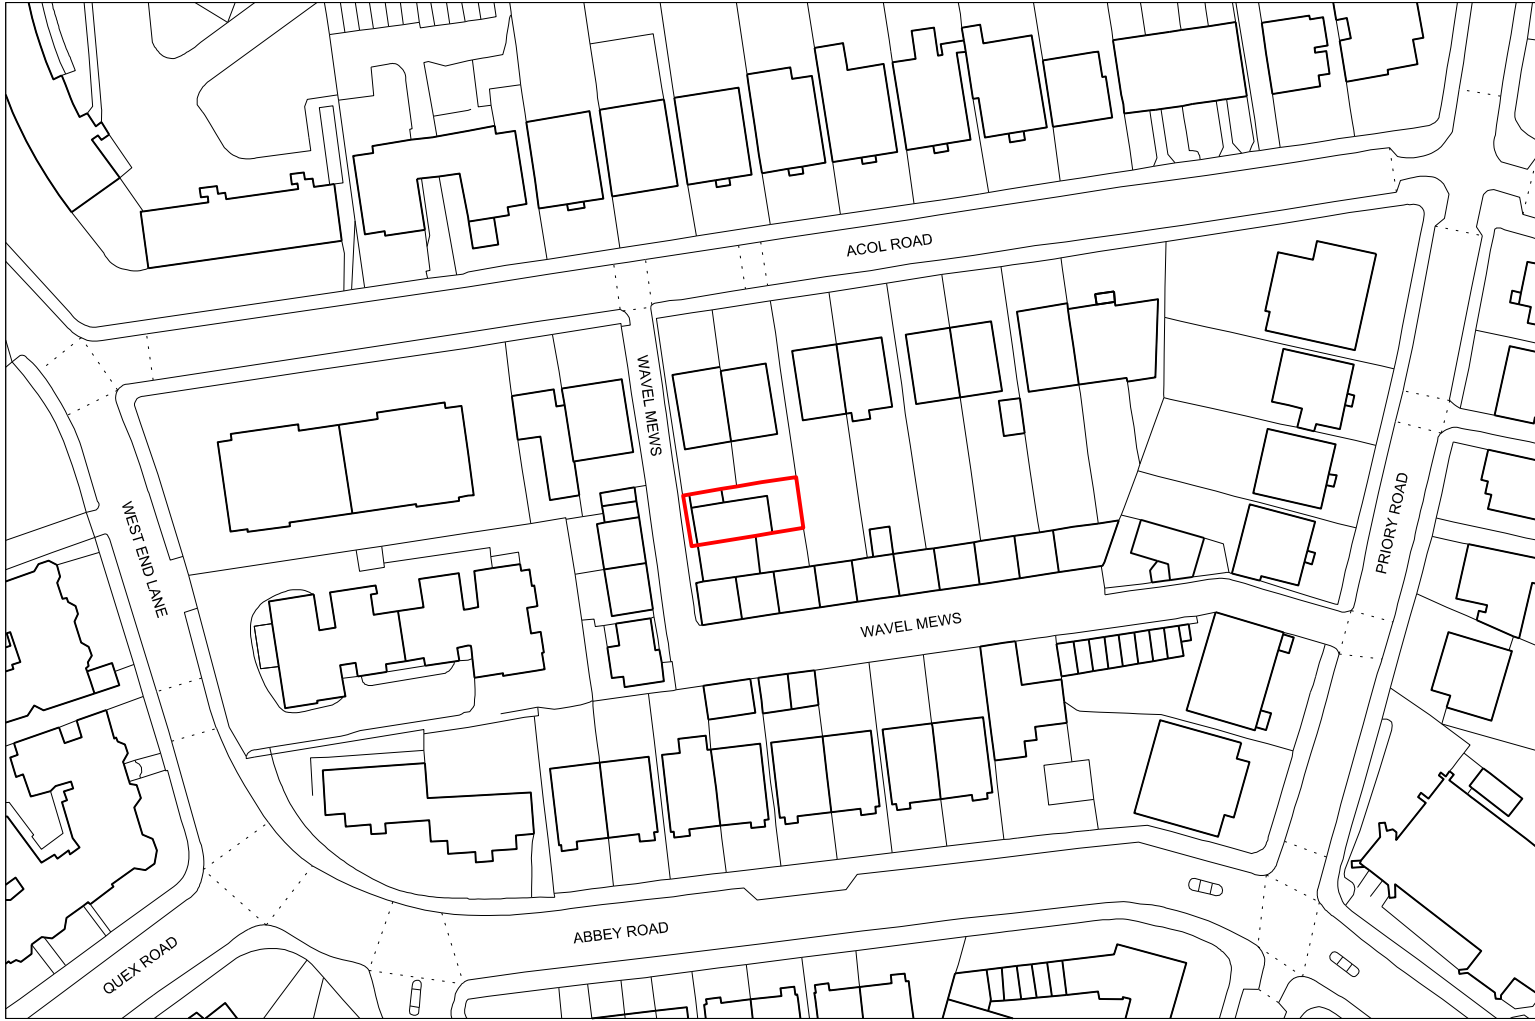 ACOL ROAD
WAVEL MEWS
WEST END LANE
PRIORY ROAD
WAVEL MEWS
ABBEY ROAD
QUEX ROAD